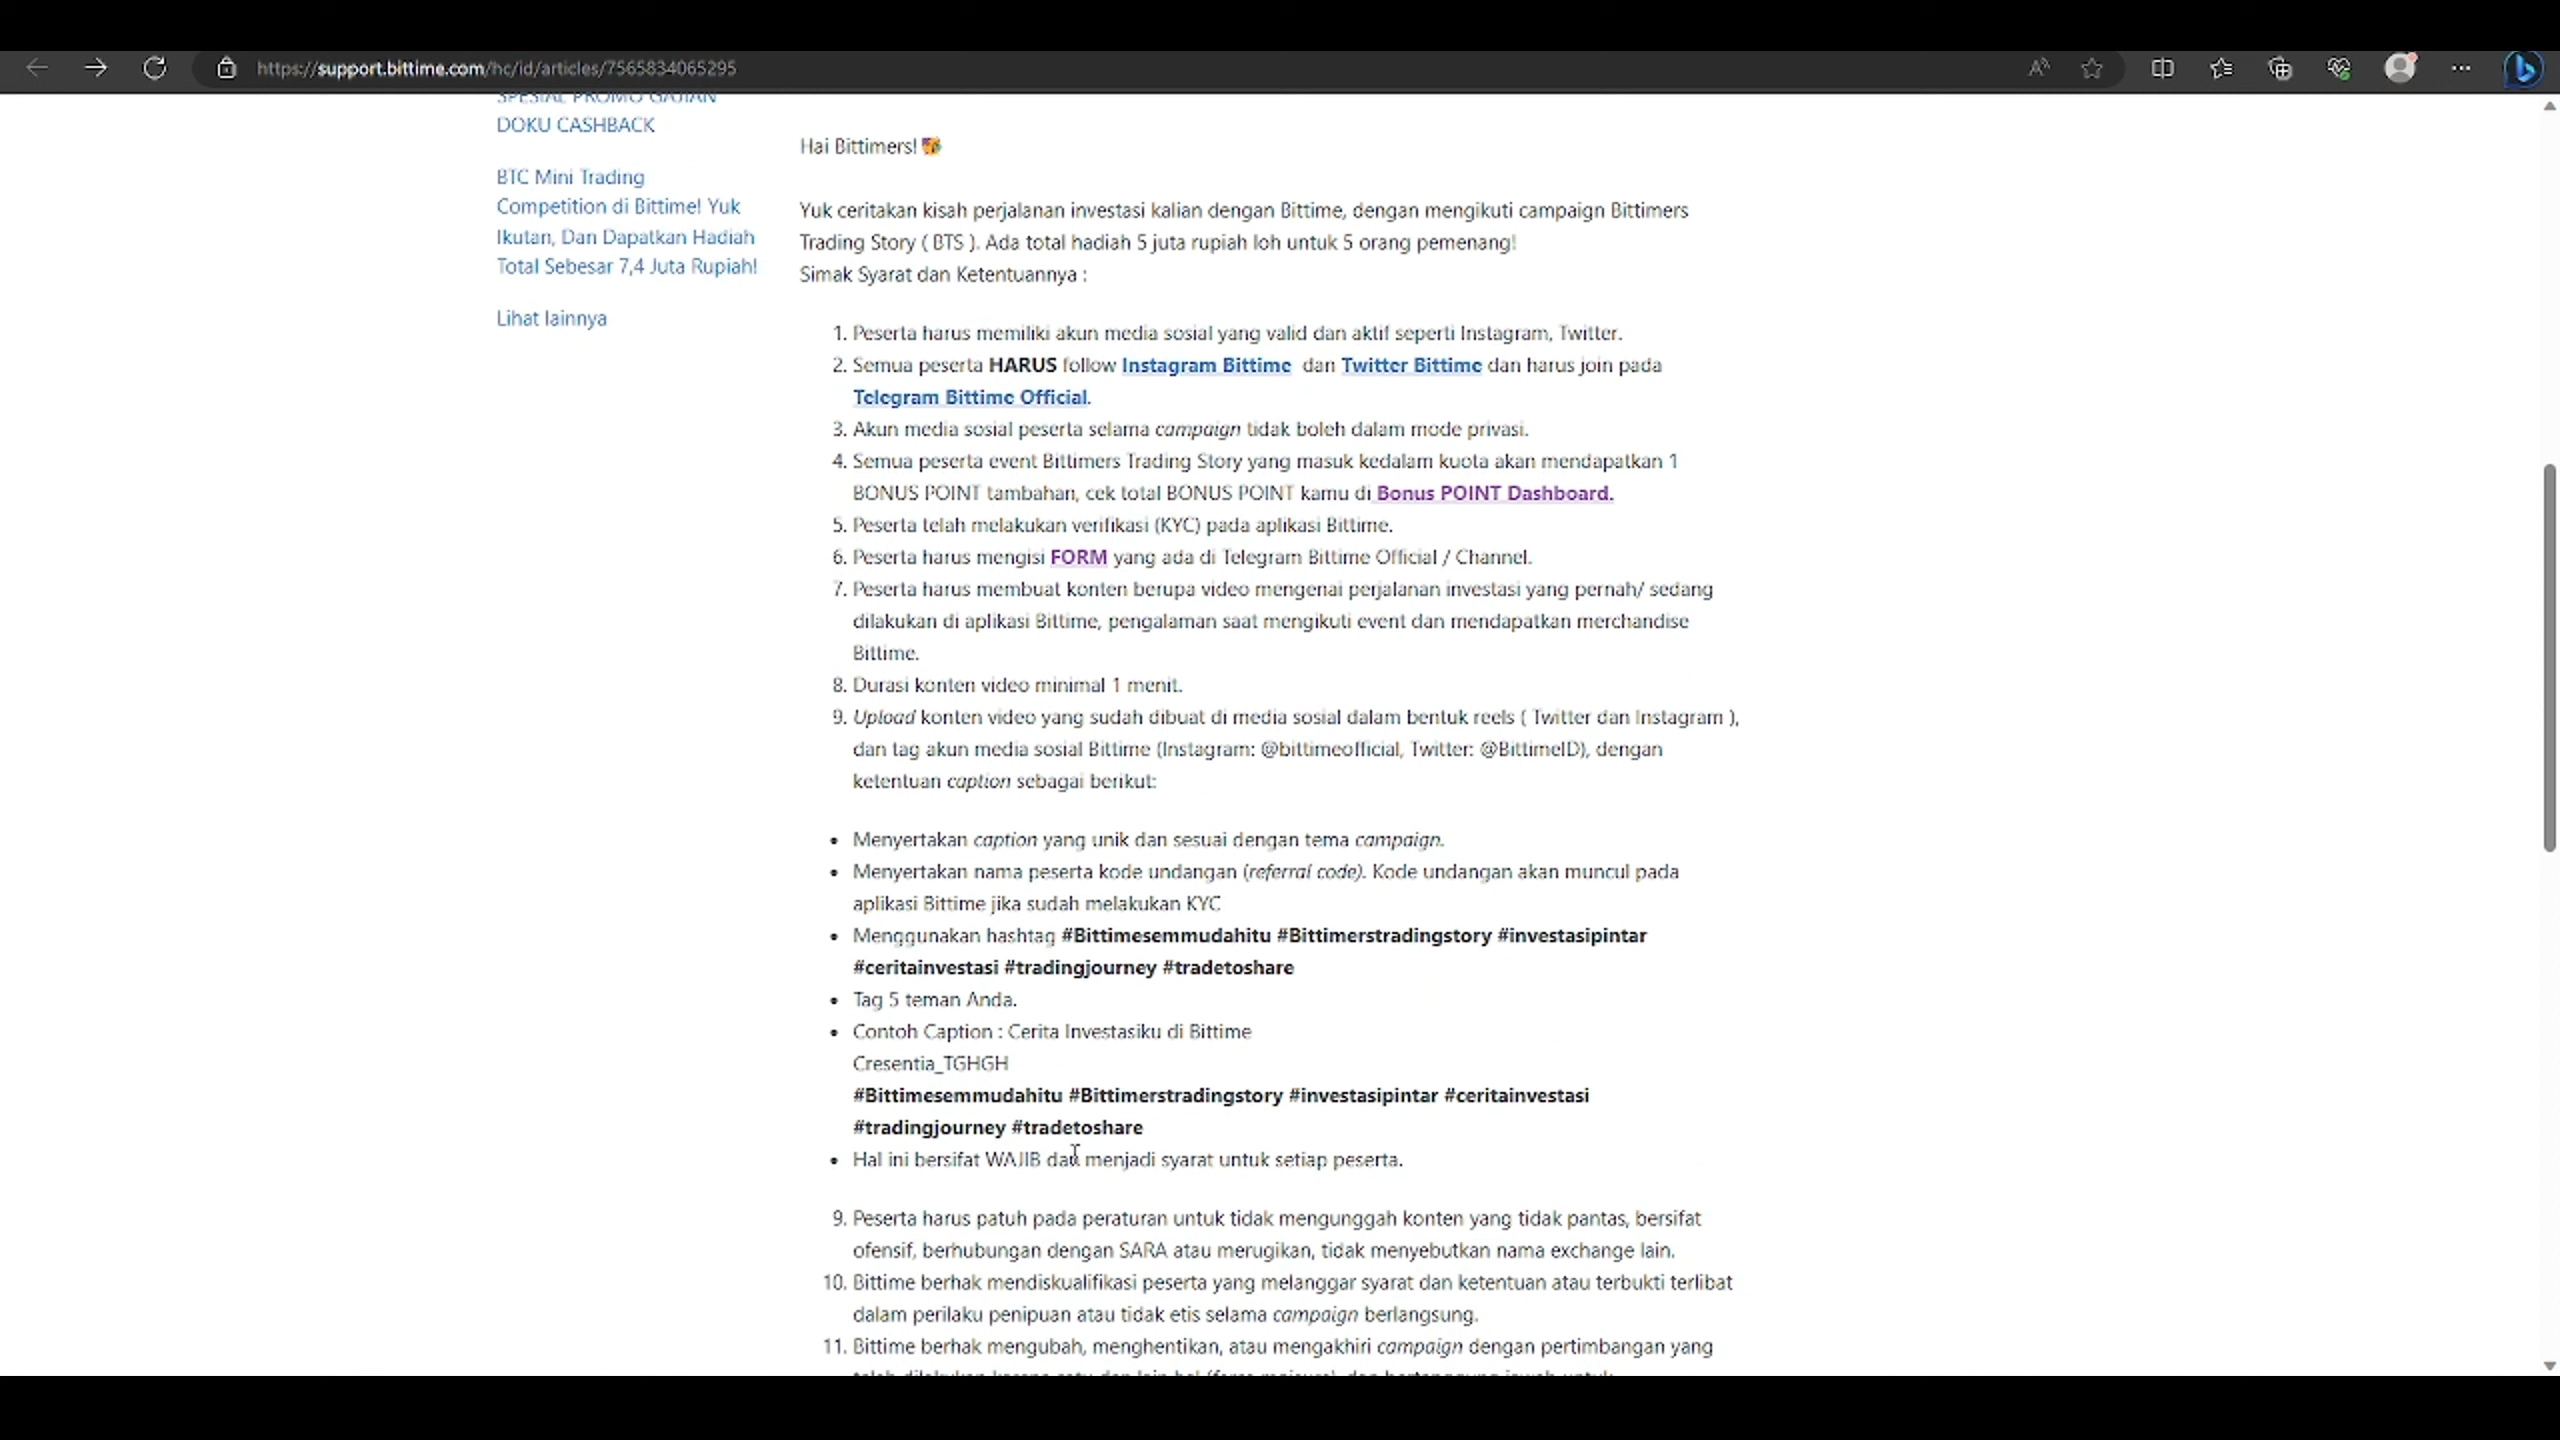 https://support.bittime.com/hc/id/articles/7565834065295
SPESIAL PROMO GAJIAN
DOKU CASHBACK
BTC Mini Trading
Competition di Bittime! Yuk
Ikutan, Dan Dapatkan Hadiah
Total Sebesar 7,4 Juta Rupiah!
Lihat lainnya
Hai Bittimers!
Yuk ceritakan kisah perjalanan investasi kalian dengan Bittime, dengan mengikuti campaign Bittimers
Trading Story ( BTS ). Ada total hadiah 5 juta rupiah loh untuk 5 orang pemenang!
Simak Syarat dan Ketentuannya :
1. Peserta harus memiliki akun media sosial yang valid dan aktif seperti Instagram, Twitter.
2. Semua peserta HARUS follow Instagram Bittime dan Twitter Bittime dan harus join pada
Telegram Bittime Official.
3. Akun media sosial peserta selama campaign tidak boleh dalam mode privasi.
4. Semua peserta event Bittimers Trading Story yang masuk kedalam kuota akan mendapatkan 1
BONUS POINT tambahan, cek total BONUS POINT kamu di Bonus POINT Dashboard.
5. Peserta telah melakukan verifikasi (KYC) pada aplikasi Bittime.
6. Peserta harus mengisi FORM yang ada di Telegram Bittime Official / Channel.
7. Peserta harus membuat konten berupa video mengenai perjalanan investasi yang pernah/ sedang
dilakukan di aplikasi Bittime, pengalaman saat mengikuti event dan mendapatkan merchandise
Bittime.
8. Durasi konten video minimal 1 menit.
9. Upload konten video yang sudah dibuat di media sosial dalam bentuk reels ( Twitter dan Instagram ),
dan tag akun media sosial Bittime (Instagram: @bittimeofficial, Twitter: @BittimeID), dengan
ketentuan caption sebagai berikut:
• Menyertakan caption yang unik dan sesuai dengan tema campaign.
• Menyertakan nama peserta kode undangan (referral code). Kode undangan akan muncul pada
aplikasi Bittime jika sudah melakukan KYC
• Menggunakan hashtag #Bittimesemmudahitu #Bittimerstradingstory #investasipintar
#ceritainvestasi #tradingjourney #tradetoshare
• Tag 5 teman Anda.
• Contoh Caption : Cerita Investasiku di Bittime
Cresentia_TGHGH
#Bittimesemmudahitu #Bittimerstradingstory #investasipintar #ceritainvestasi
#tradingjourney #tradetoshare
• Hal ini bersifat WAJIB dan menjadi syarat untuk setiap peserta.
9. Peserta harus patuh pada peraturan untuk tidak mengunggah konten yang tidak pantas, bersifat
ofensif, berhubungan dengan SARA atau merugikan, tidak menyebutkan nama exchange lain.
10. Bittime berhak mendiskualifikasi peserta yang melanggar syarat dan ketentuan atau terbukti terlibat
dalam perilaku penipuan atau tidak etis selama campaign berlangsung.
11. Bittime berhak mengubah, menghentikan, atau mengakhiri campaign dengan pertimbangan yang